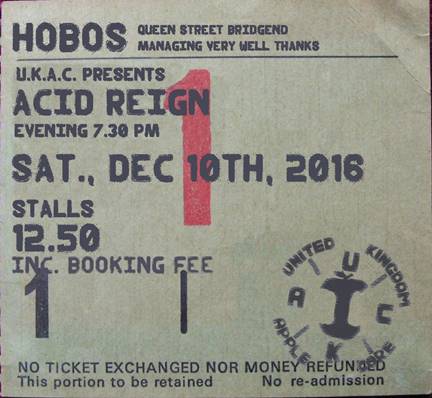 HOBOS
QUEEN STREET BRIDGEND
MANAGING VERY WELL THANKS
U.K.A.C. PRESENTS
ACID REIGN
EVENING 7.30 PM
1
SAT., DEC 10TH, 2016
STALLS
12.50
INC. BOOKING FEE
1
UNITED KINGDOM
U
A C
K
APPLE CORE
NO TICKET EXCHANGED NOR MONEY REFUNDED
This portion to be retained No re-admission